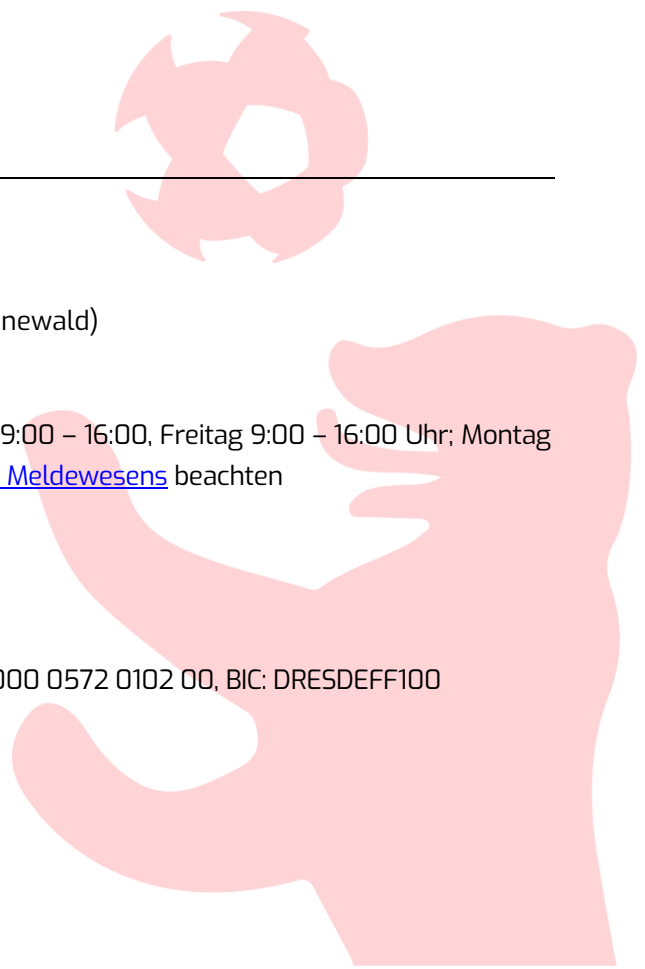 newald)
9:00 – 16:00, Freitag 9:00 – 16:00 Uhr; Montag
Meldewesens beachten
000 0572 0102 00, BIC: DRESDEFF100